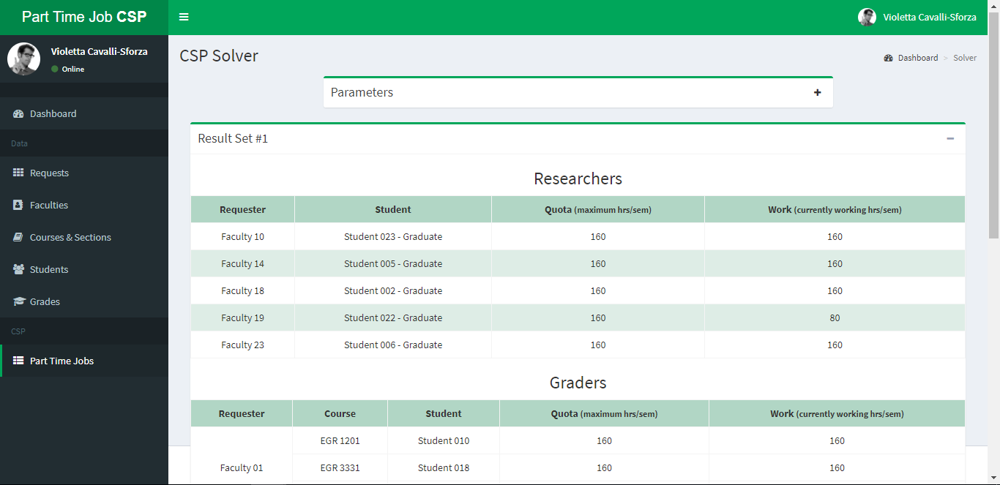 Part Time Job CSP
Violetta Cavalli-Sforza
Violetta Cavalli-Sforza
Online
Dashboard
Data
Requests
Faculties
Courses & Sections
Students
Grades
CSP
Part Time Jobs
CSP Solver
Dashboard > Solver
Parameters
Result Set #1
Researchers
Requester Student Quota (maximum hrs/sem) Work (currently working hrs/sem)
Faculty 10 Student 023 - Graduate 160 160
Faculty 14 Student 005 - Graduate 160 160
Faculty 18 Student 002 - Graduate 160 160
Faculty 19 Student 022 - Graduate 160 80
Faculty 23 Student 006 - Graduate 160 160
Graders
Requester Course Student Quota (maximum hrs/sem) Work (currently working hrs/sem)
EGR 1201 Student 010 160 160
Faculty 01 EGR 3331 Student 018 160 160